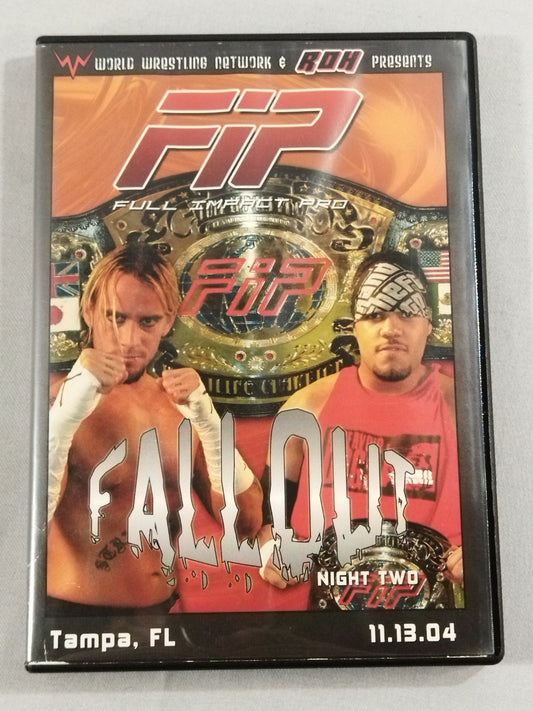 WORLD WRESTLING NETWORK & ROH PRESENTS
FIP
FULL IMPACT PRO
FIP
FALLOUT
NIGHT TWO
FIP
Tampa, FL
11.13.04